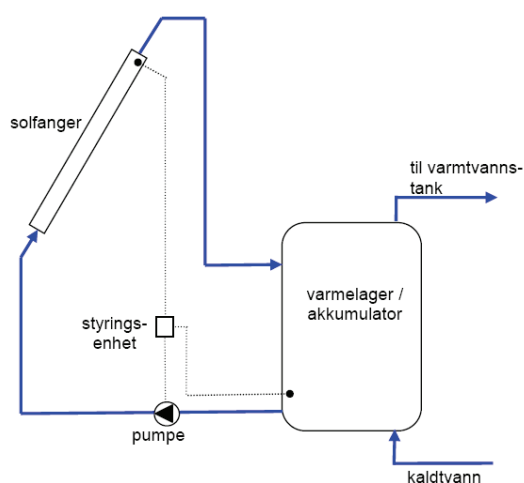 solfanger
til varmtvanns-
tank
varmelager /
akkumulator
styrings-
enhet
pumpe
kaldtvann